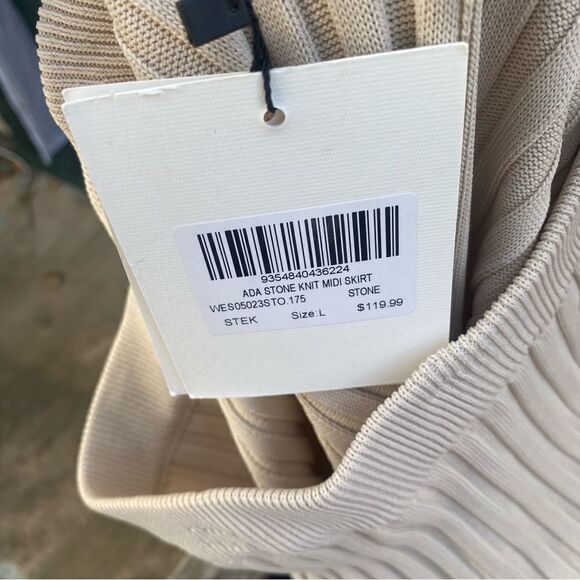 9354840436224
ADA STONE KNIT MIDI SKIRT
WES05023STO.175 STONE
STEK Size:L $119.99